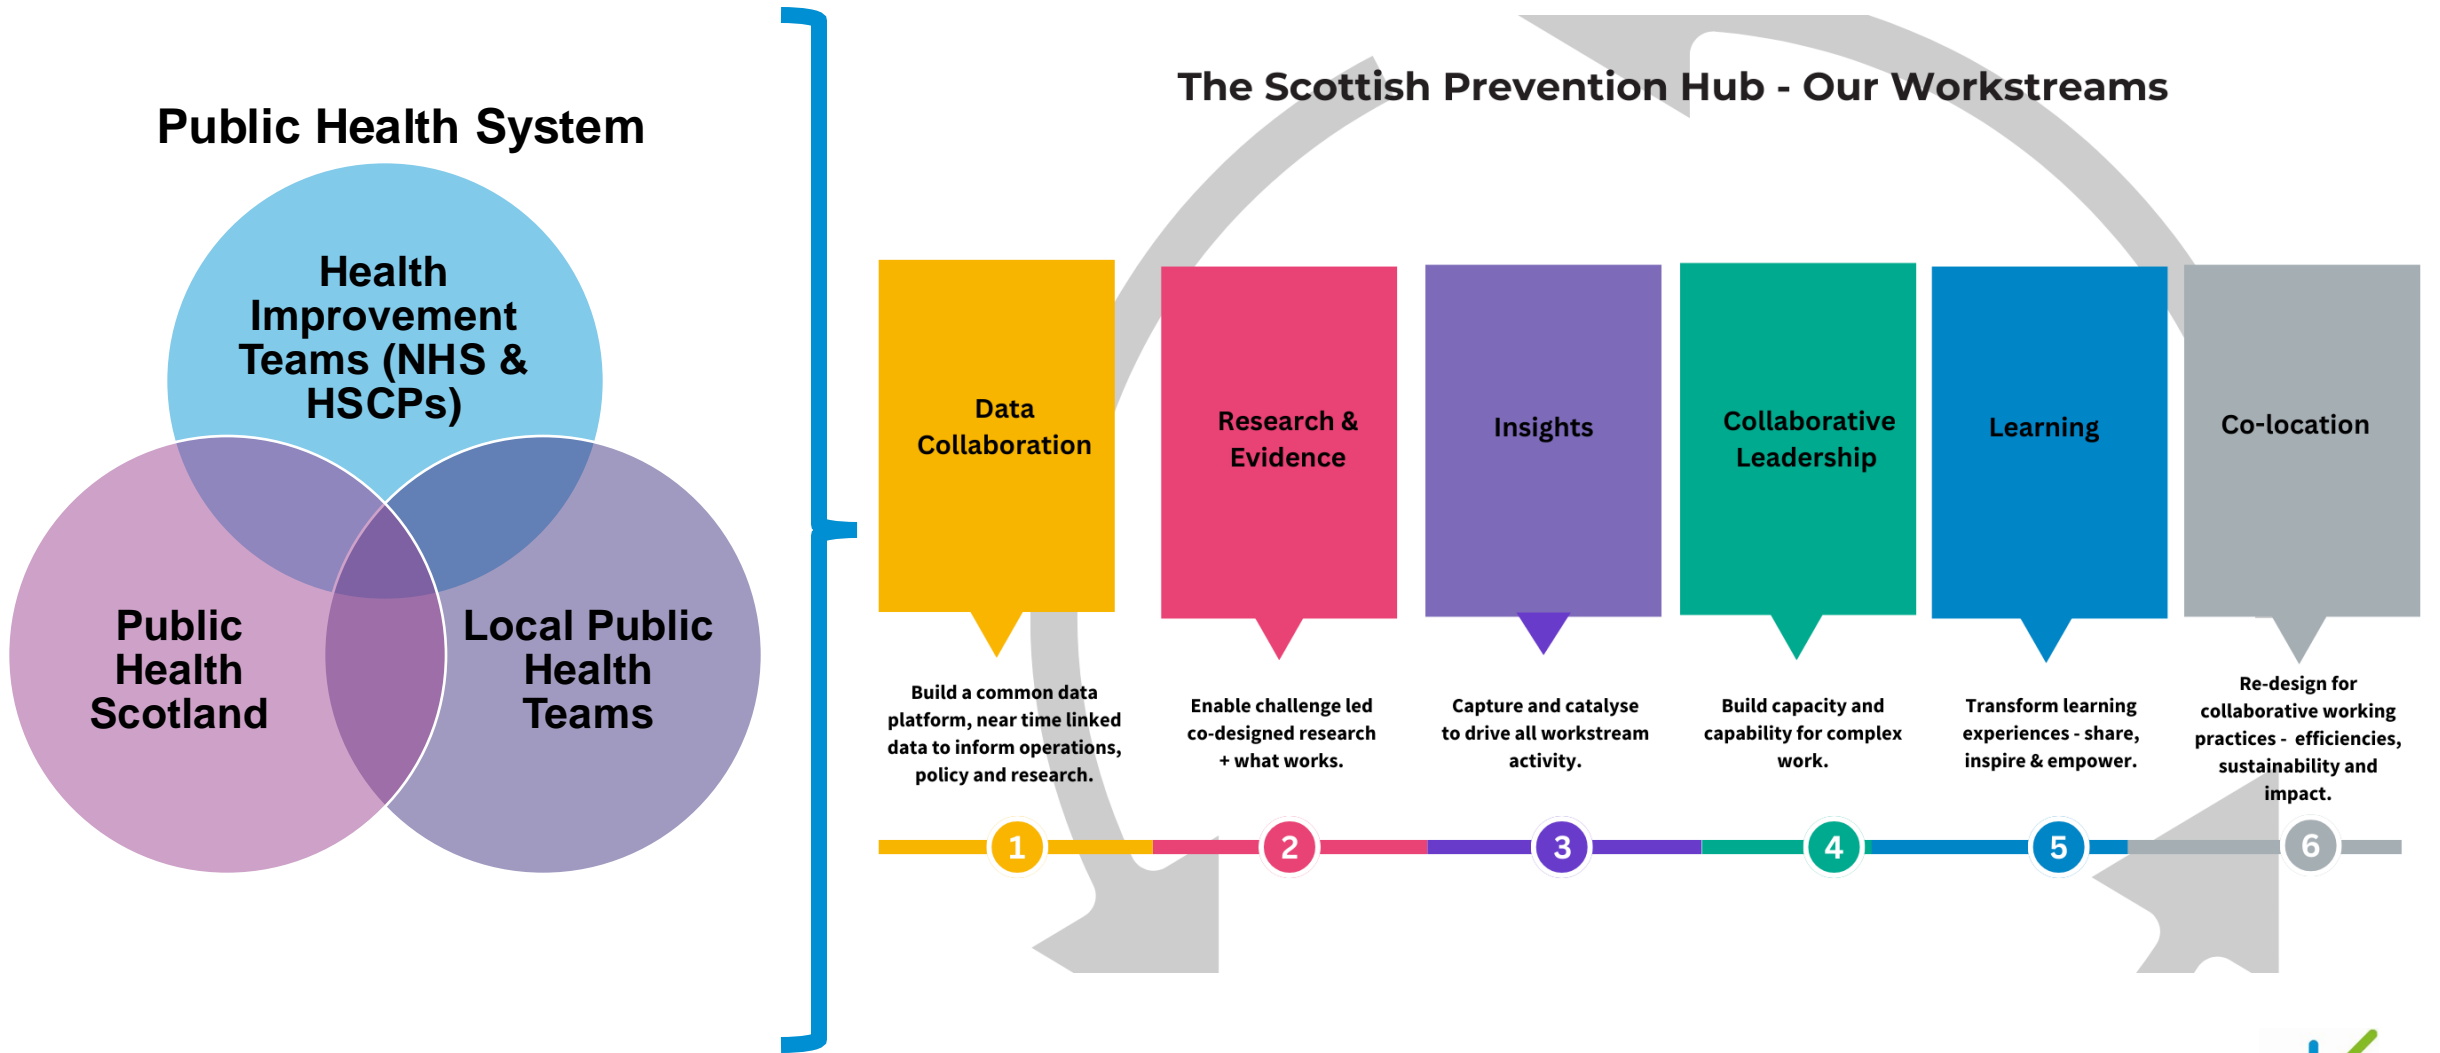 Public Health System
Health
Improvement
Teams (NHS &
HSCPs)
Public
Health
Scotland
Local Public
Health
Teams
The Scottish Prevention Hub - Our Workstreams
Data
Collaboration
Research &
Evidence
Insights
Collaborative
Leadership
Learning
Co-location
Build a common data
platform, near time linked
data to inform operations,
policy and research.
Enable challenge led
co-designed research
+ what works.
Capture and catalyse
to drive all workstream
activity.
Build capacity and
capability for complex
work.
Transform learning
experiences - share,
inspire & empower.
Re-design for
collaborative working
practices - efficiencies,
sustainability and
impact.
1
2
3
4
5
6